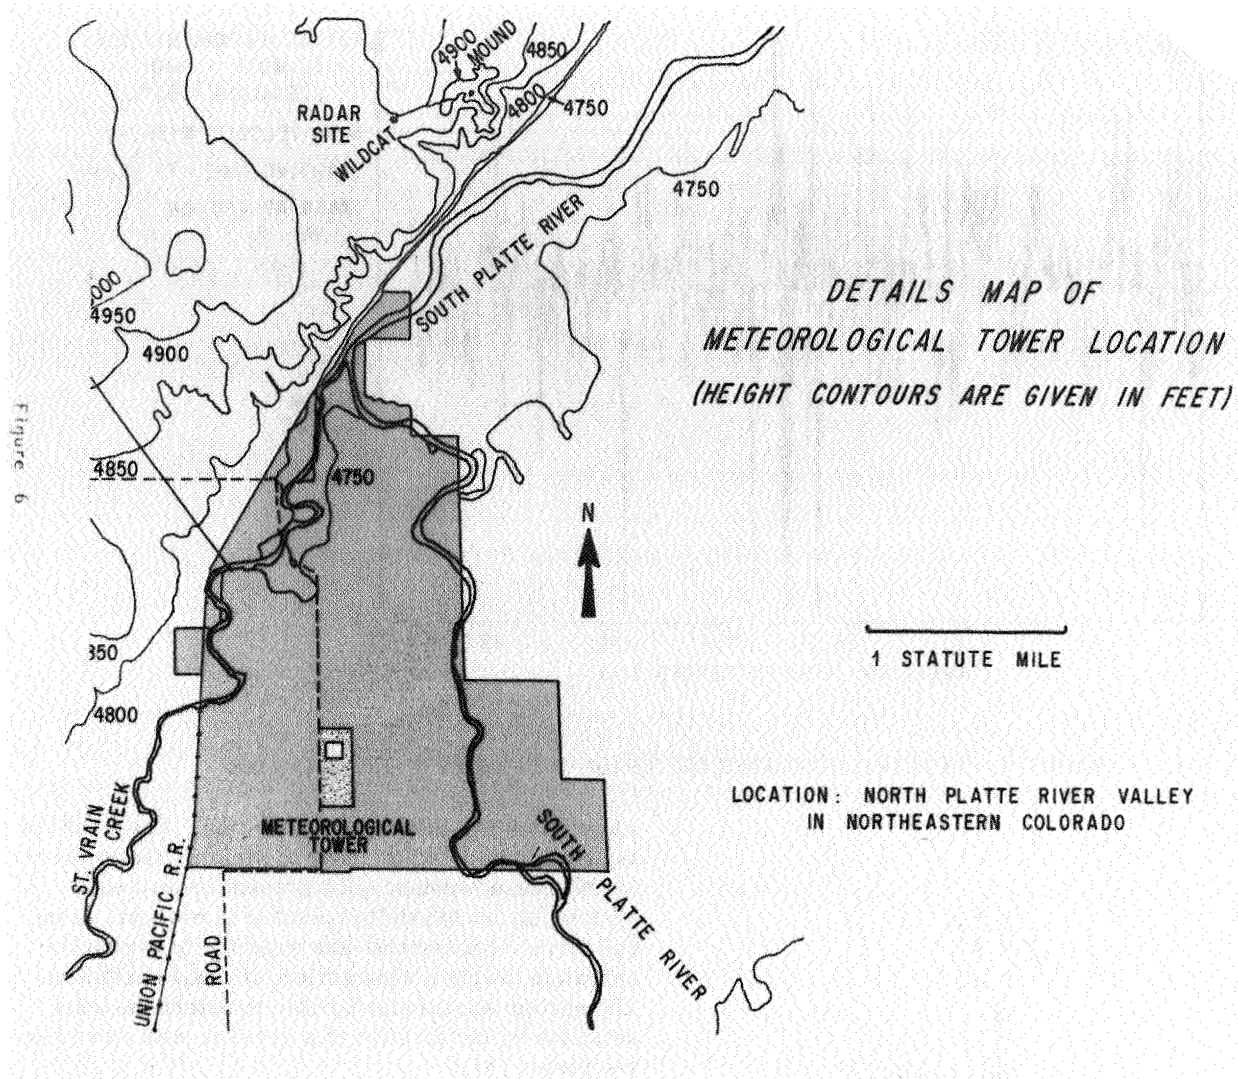 4900
MOUND
4850
4800
4750
RADAR
SITE
WILDCAT
4750
SOUTH PLATTE RIVER
000
4950
4900
DETAILS MAP OF
METEOROLOGICAL TOWER LOCATION
(HEIGHT CONTOURS ARE GIVEN IN FEET)
Figure 6
4850
4750
N
350
1 STATUTE MILE
4800
LOCATION: NORTH PLATTE RIVER VALLEY
IN NORTHEASTERN COLORADO
ST. VRAIN
CREEK
METEOROLOGICAL
TOWER
SOUTH PLATTE RIVER
UNION PACIFIC R.R.
ROAD